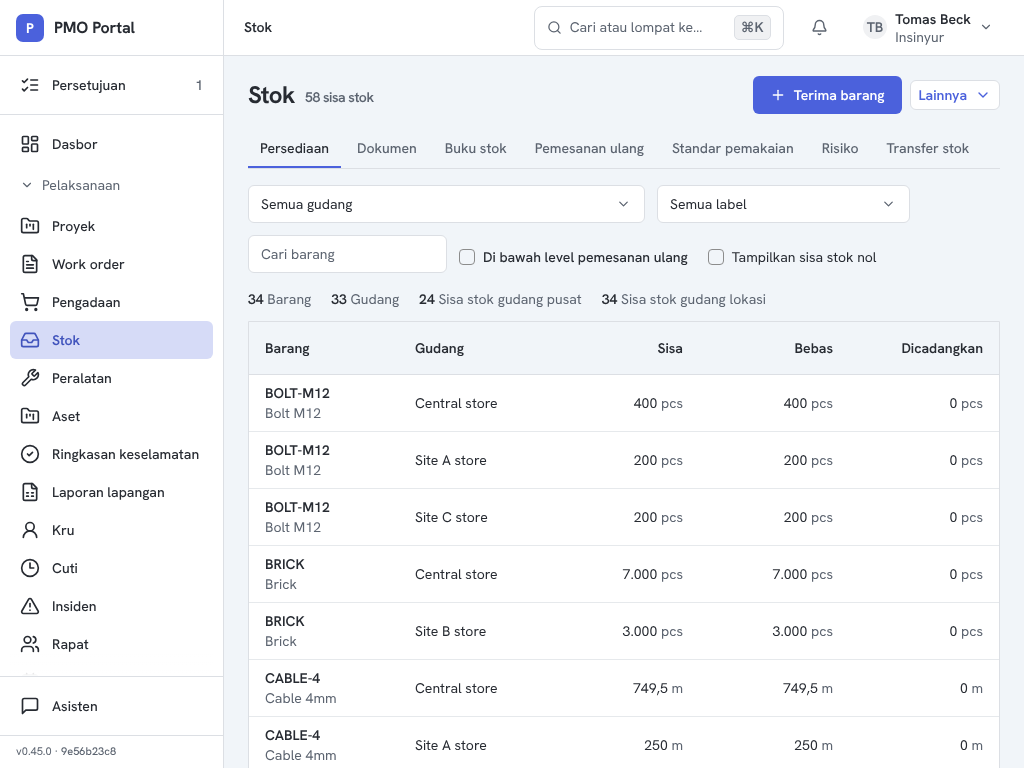 P PMO Portal
Stok
Cari atau lompat ke...
⌘K
TB
Tomas Beck
Insinyur
Persetujuan 1
Dasbor
Pelaksanaan
Proyek
Work order
Pengadaan
Stok
Peralatan
Aset
Ringkasan keselamatan
Laporan lapangan
Kru
Cuti
Insiden
Rapat
Asisten
v0.45.0 · 9e56b23c8
Stok 58 sisa stok
Terima barang
Lainnya
Persediaan Dokumen Buku stok Pemesanan ulang Standar pemakaian Risiko Transfer stok
Semua gudang
Semua label
Cari barang
Di bawah level pemesanan ulang
Tampilkan sisa stok nol
34 Barang 33 Gudang 24 Sisa stok gudang pusat 34 Sisa stok gudang lokasi
Barang Gudang Sisa Bebas Dicadangkan
BOLT-M12
Bolt M12
Central store 400 pcs 400 pcs 0 pcs
BOLT-M12
Bolt M12
Site A store 200 pcs 200 pcs 0 pcs
BOLT-M12
Bolt M12
Site C store 200 pcs 200 pcs 0 pcs
BRICK
Brick
Central store 7.000 pcs 7.000 pcs 0 pcs
BRICK
Brick
Site B store 3.000 pcs 3.000 pcs 0 pcs
CABLE-4
Cable 4mm
Central store 749,5 m 749,5 m 0 m
CABLE-4
Cable 4mm
Site A store 250 m 250 m 0 m